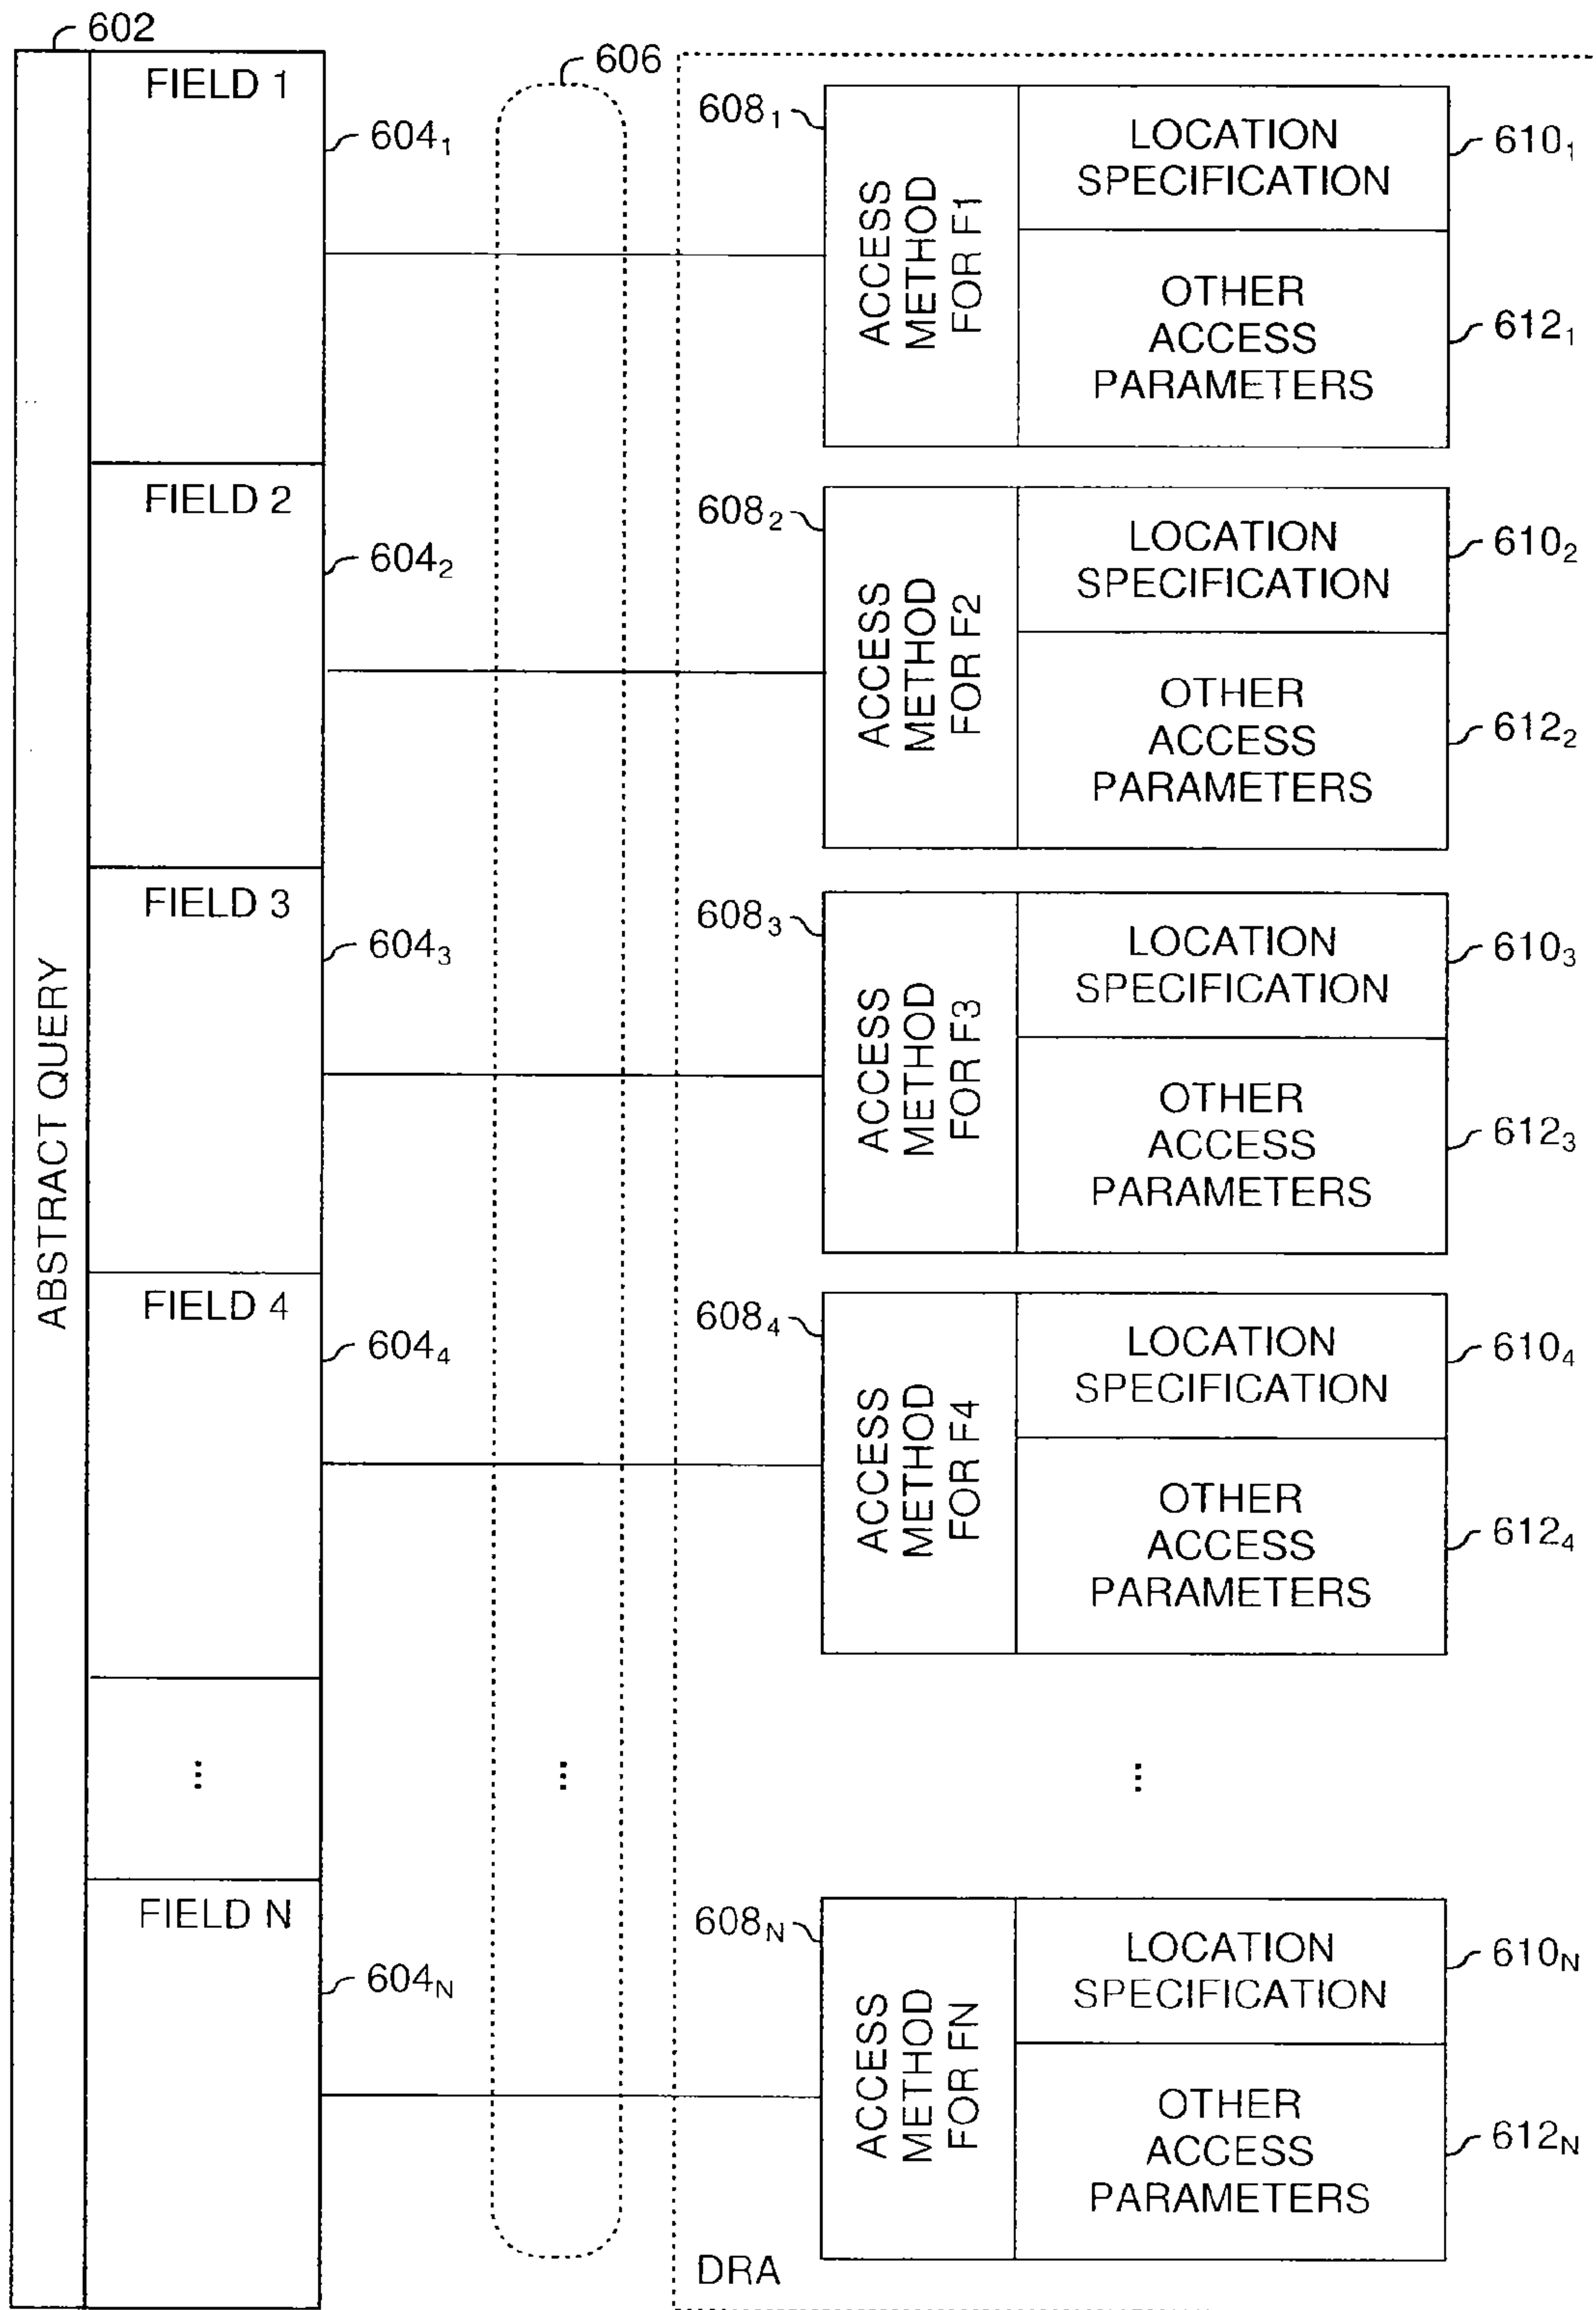 602
FIELD 1
604₁
606
608₁
ACCESS
METHOD
FOR F1
LOCATION
SPECIFICATION
610₁
OTHER
ACCESS
PARAMETERS
612₁
FIELD 2
604₂
608₂
ACCESS
METHOD
FOR F2
LOCATION
SPECIFICATION
610₂
OTHER
ACCESS
PARAMETERS
612₂
ABSTRACT QUERY
FIELD 3
604₃
608₃
ACCESS
METHOD
FOR F3
LOCATION
SPECIFICATION
610₃
OTHER
ACCESS
PARAMETERS
612₃
FIELD 4
604₄
608₄
ACCESS
METHOD
FOR F4
LOCATION
SPECIFICATION
610₄
OTHER
ACCESS
PARAMETERS
612₄
...
...
...
FIELD N
604N
608N
ACCESS
METHOD
FOR FN
LOCATION
SPECIFICATION
610N
OTHER
ACCESS
PARAMETERS
612N
DRA